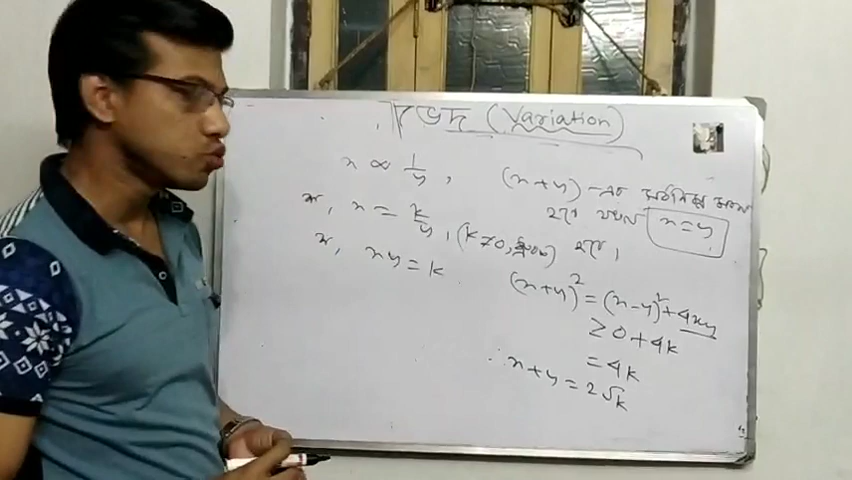 ভেদ (Variation)
x ∝ 1/y, (x+y) -এর সর্বনিম্ন মান
হবে যখন x=y
বা, x = k/y, (k≠0, ধ্রুবক) হবে,
বা, xy = k
(x+y)² = (x-y)² + 4xy
≥ 0 + 4k
= 4k
∴ x+y = 2√k